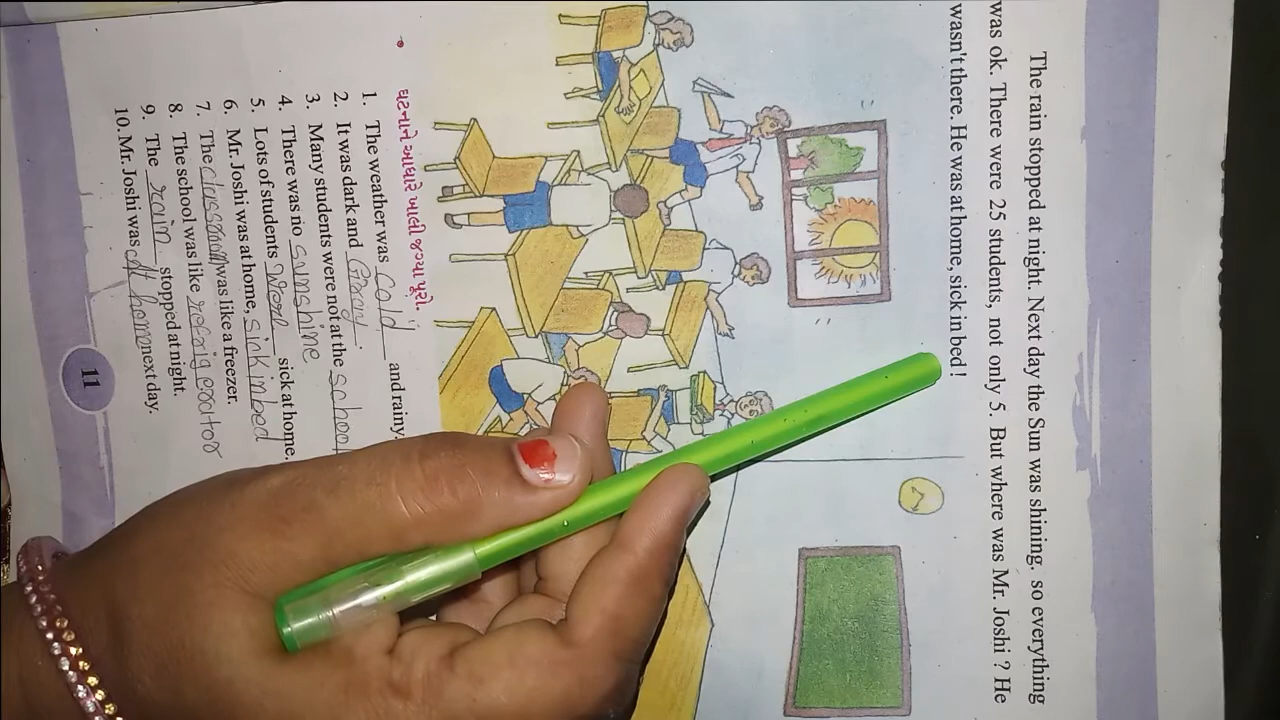 The rain stopped at night. Next day the Sun was shining. so everything
was ok. There were 25 students, not only 5. But where was Mr. Joshi ? He
wasn't there. He was at home, sick in bed!
ઘટનાને આધારે ખાલી જગ્યા પૂરો.
1. The weather was cold and rainy.
2. It was dark and
3. Many students were not at the school
4. There was no sunshine
5. Lots of students were sick at home.
6. Mr. Joshi was at home, sick in bed
7. The classroom was like a freezer.
8. The school was like
9. The rain stopped at night.
10. Mr. Joshi was at home next day.
11